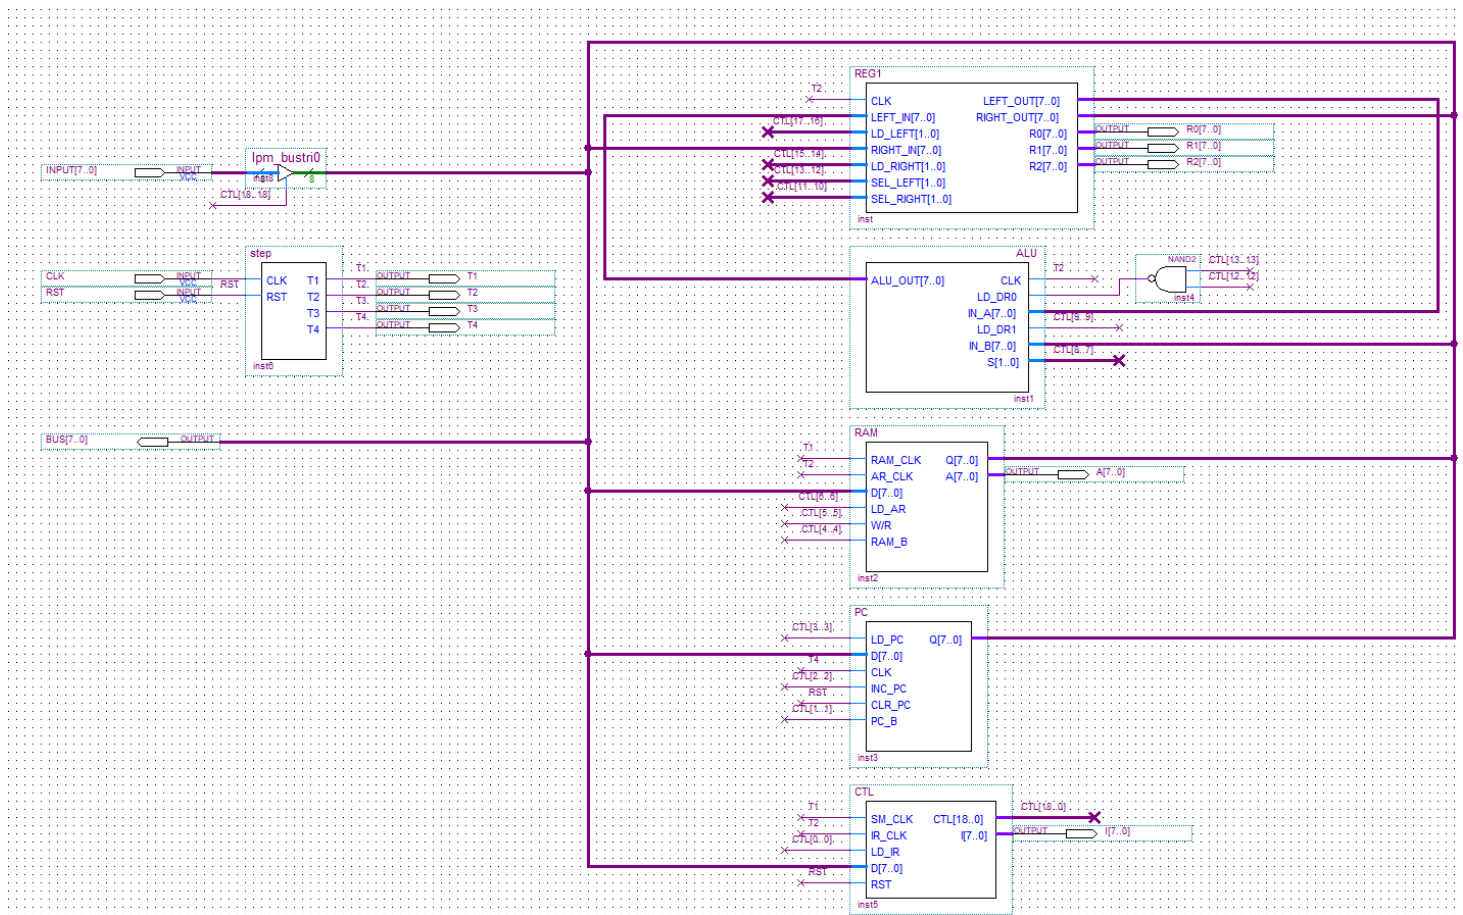 REG1
T2
CLK
LEFT_OUT[7..0]
LEFT_IN[7..0]
RIGHT_OUT[7..0]
CTL[17..16]
LD_LEFT[1..0]
R0[7..0]
OUTPUT
R0[7..0]
RIGHT_IN[7..0]
R1[7..0]
OUTPUT
R1[7..0]
CTL[15..14]
LD_RIGHT[1..0]
R2[7..0]
OUTPUT
R2[7..0]
CTL[13..12]
SEL_LEFT[1..0]
CTL[11..10]
SEL_RIGHT[1..0]
inst
lpm_bustri0
INPUT[7..0]
INPUT
VCC
inst8
8
8
CTL[18..18]
step
CLK
INPUT
VCC
RST
INPUT
VCC
RST
CLK
T1
RST
T2
T3
T4
inst6
T1
OUTPUT
T1
T2
OUTPUT
T2
T3
OUTPUT
T3
T4
OUTPUT
T4
ALU
ALU_OUT[7..0]
CLK
T2
LD_DR0
NAND2
CTL[13..13]
CTL[12..12]
inst4
IN_A[7..0]
CTL[9..9]
LD_DR1
IN_B[7..0]
CTL[8..7]
S[1..0]
inst1
BUS[7..0]
OUTPUT
RAM
T1
RAM_CLK
Q[7..0]
T2
AR_CLK
A[7..0]
OUTPUT
A[7..0]
D[7..0]
CTL[6..6]
LD_AR
CTL[5..5]
W/R
CTL[4..4]
RAM_B
inst2
PC
CTL[3..3]
LD_PC
Q[7..0]
D[7..0]
T4
CLK
CTL[2..2]
INC_PC
RST
CLR_PC
CTL[1..1]
PC_B
inst3
CTL
T1
SM_CLK
CTL[18..0]
CTL[18..0]
T2
IR_CLK
I[7..0]
OUTPUT
I[7..0]
CTL[0..0]
LD_IR
D[7..0]
RST
RST
inst5